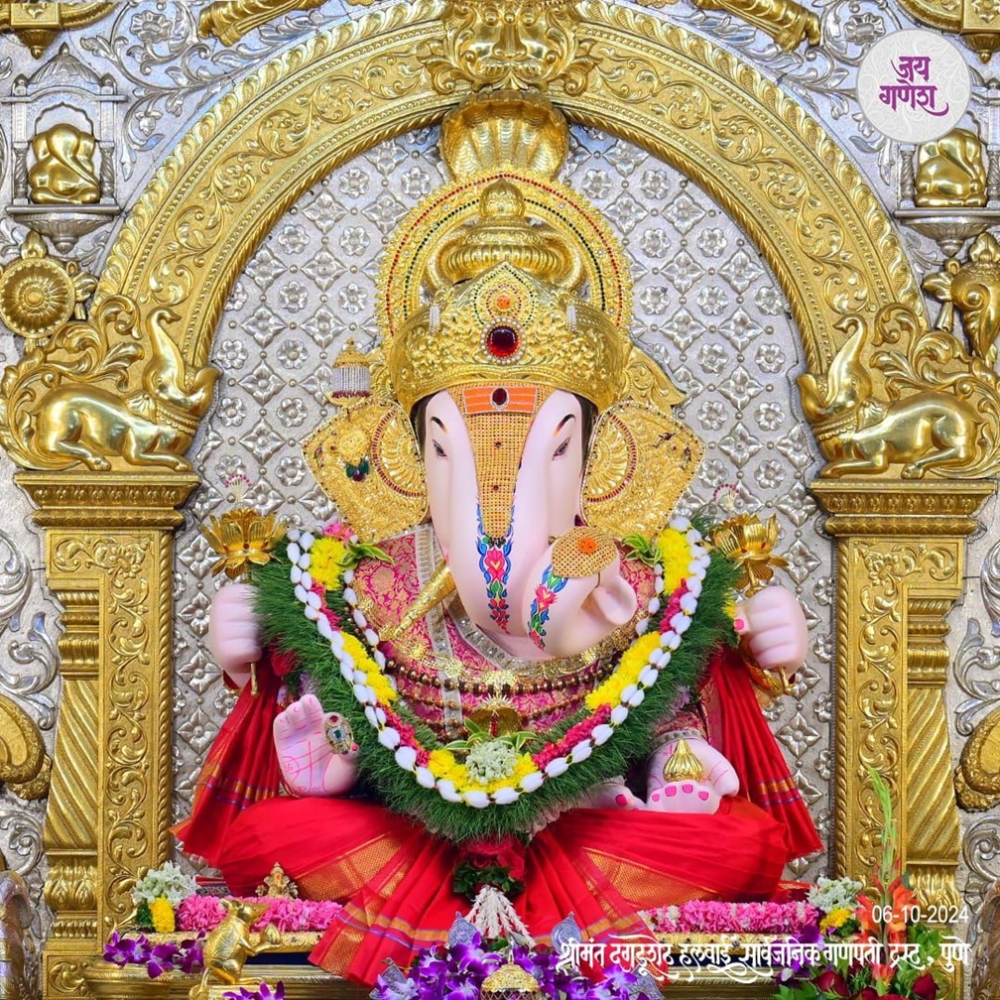 जय
गणेश
06-10-2024
श्रीमंत दगडूशेठ हलवाई सार्वजनिक गणपती ट्रस्ट, पुणे